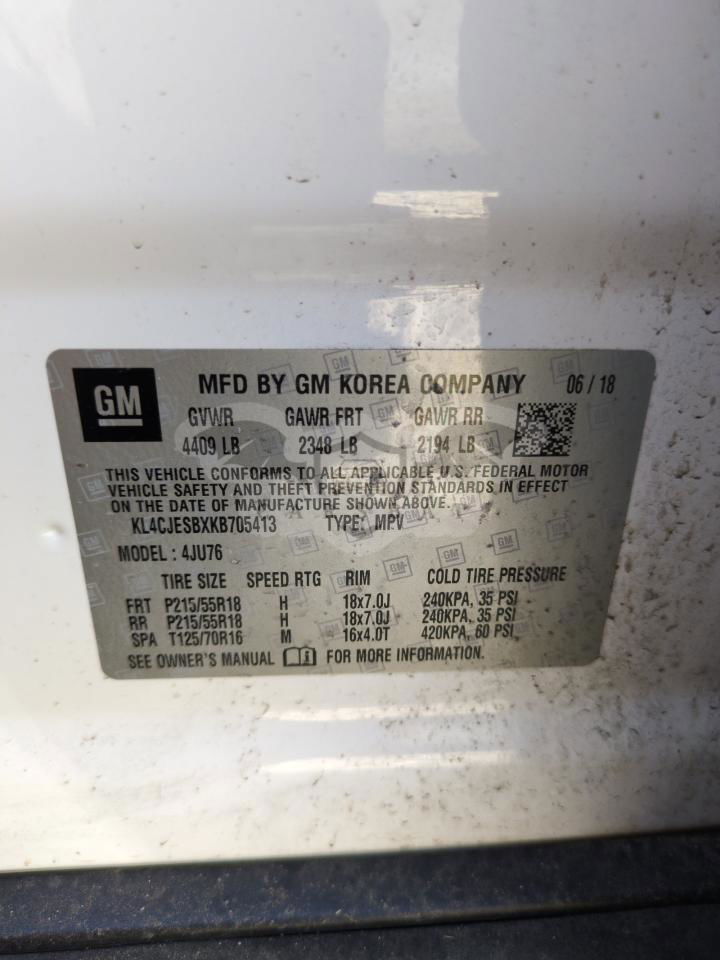 GM MFD BY GM KOREA COMPANY 06 / 18
GVWR GAWR FRT GAWR RR
4409 LB 2348 LB 2194 LB
THIS VEHICLE CONFORMS TO ALL APPLICABLE U.S. FEDERAL MOTOR
VEHICLE SAFETY AND THEFT PREVENTION STANDARDS IN EFFECT
ON THE DATE OF MANUFACTURE SHOWN ABOVE.
KL4CJESBXKB705413 TYPE: MPV
MODEL : 4JU76
TIRE SIZE SPEED RTG RIM COLD TIRE PRESSURE
FRT P215/55R18 H 18x7.0J 240KPA, 35 PSI
RR P215/55R18 H 18x7.0J 240KPA, 35 PSI
SPA T125/70R16 M 16x4.0T 420KPA, 60 PSI
SEE OWNER'S MANUAL FOR MORE INFORMATION.